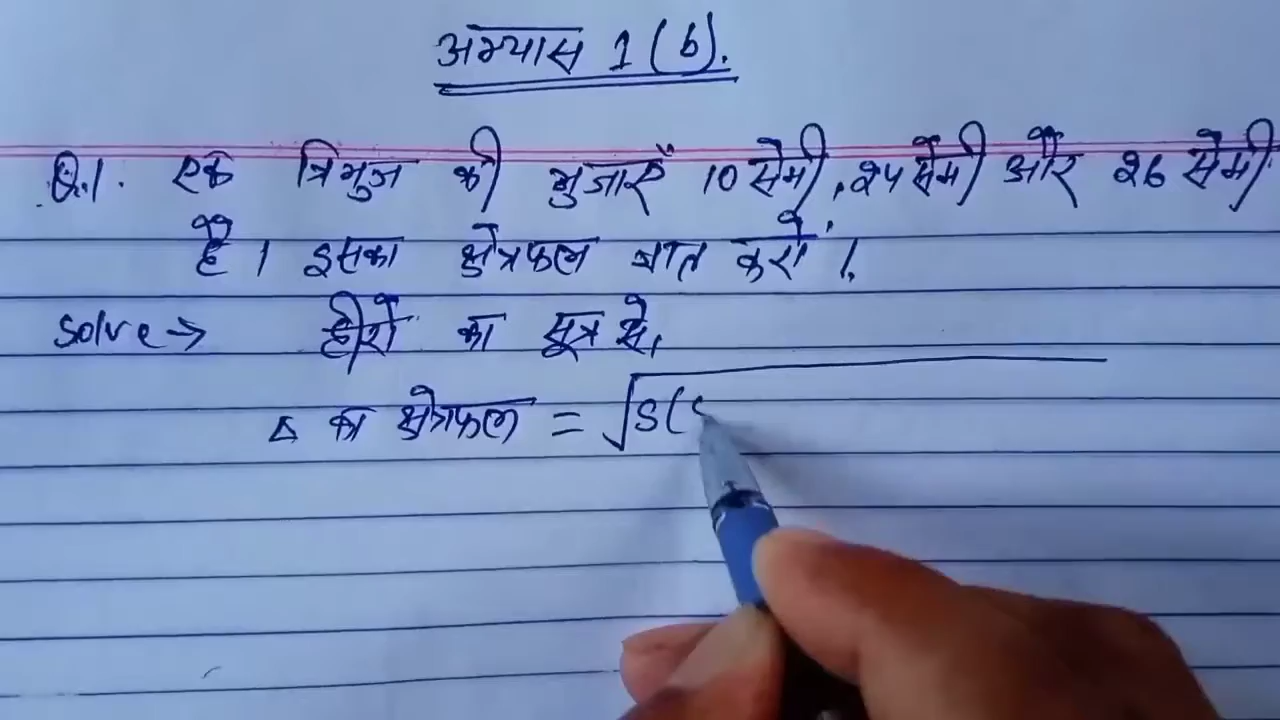 अभ्यास 1 (b).
Q.1. एक त्रिभुज की भुजाएँ 10 सेमी, 24 सेमी और 26 सेमी
है । इसका क्षेत्रफल ज्ञात करो ।
Solve → हीरो का सूत्र से,
Δ का क्षेत्रफल = √S(S